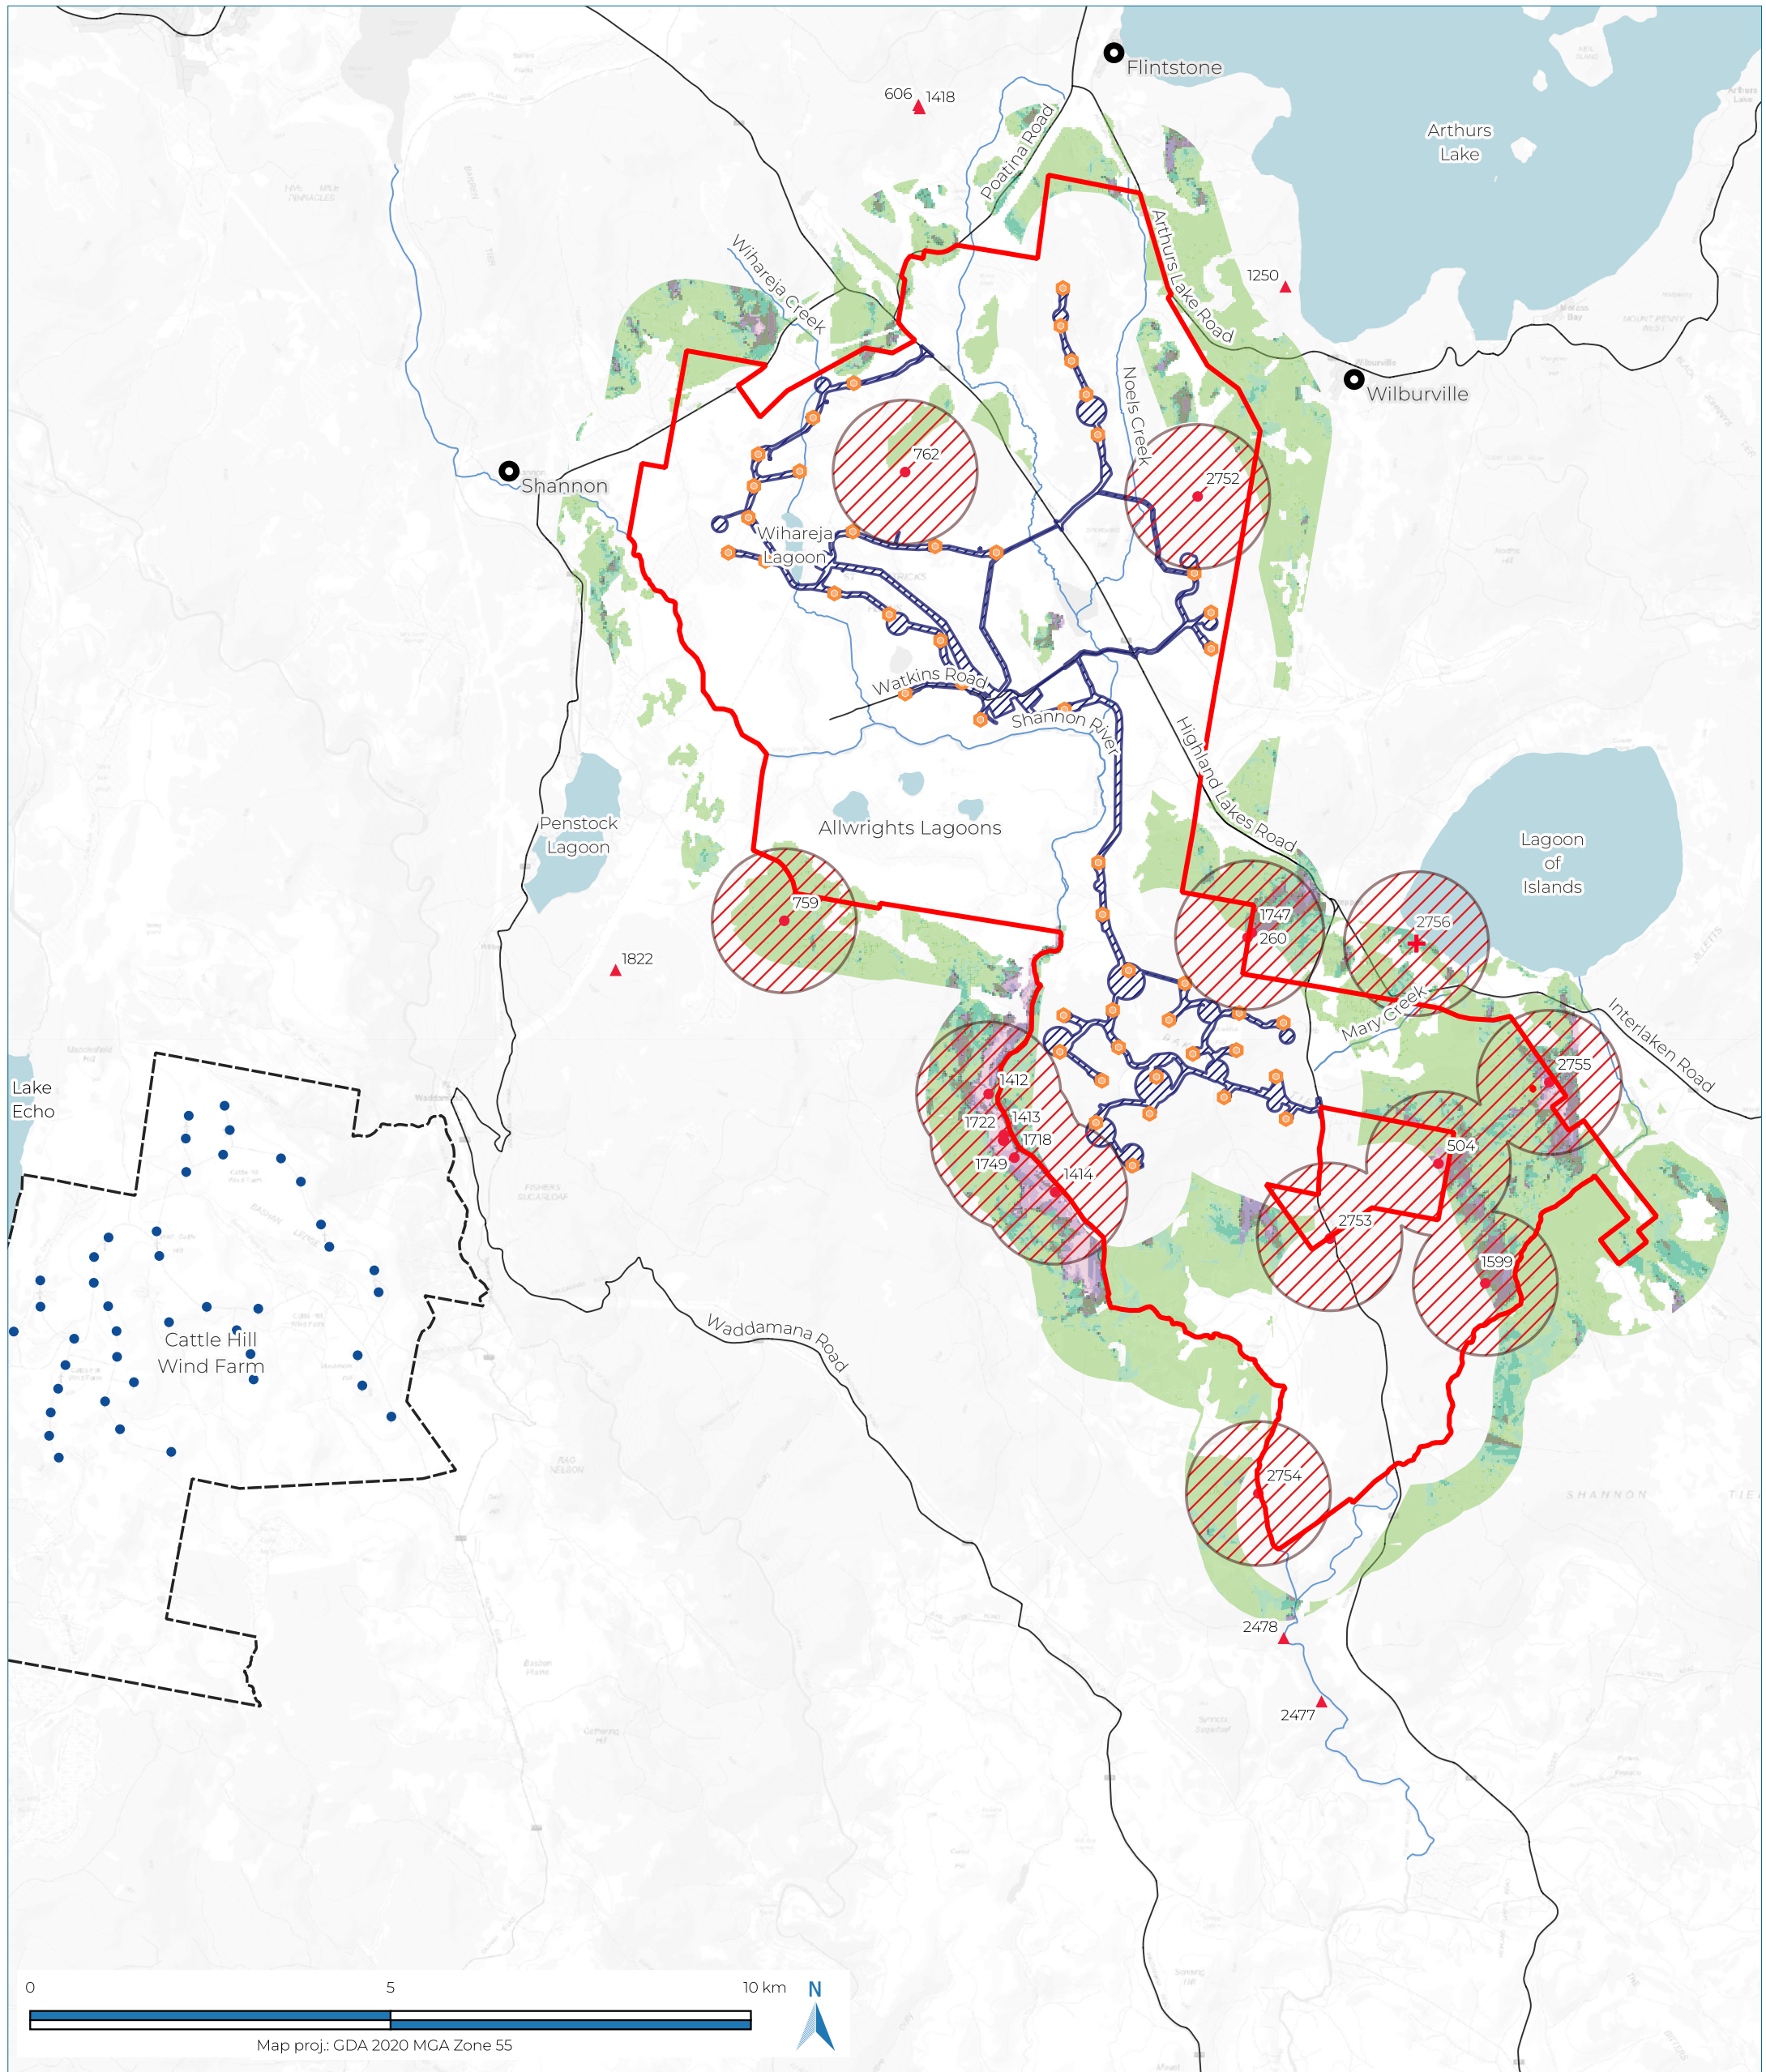 Flintstone
606
1418
Arthurs
Lake
Poatina Road
Wihareja Creek
Arthurs Lake Road
1250
Noels Creek
Wilburville
762
2752
Shannon
Wihareja
Lagoon
Watkins Road
Shannon River
Highland Lakes Road
Penstock
Lagoon
Allwrights Lagoons
Lagoon
of
Islands
759
1747
260
2756
1822
Mary Creek
Interlaken Road
Lake
Echo
2755
1412
1413
1722
1718
1749
1414
504
2753
1599
FISHERS
SUGARLOAF
Cattle Hill
Wind Farm
Waddamana Road
2754
SHANNON
2478
2477
0
5
10 km
N
Map proj.: GDA 2020 MGA Zone 55